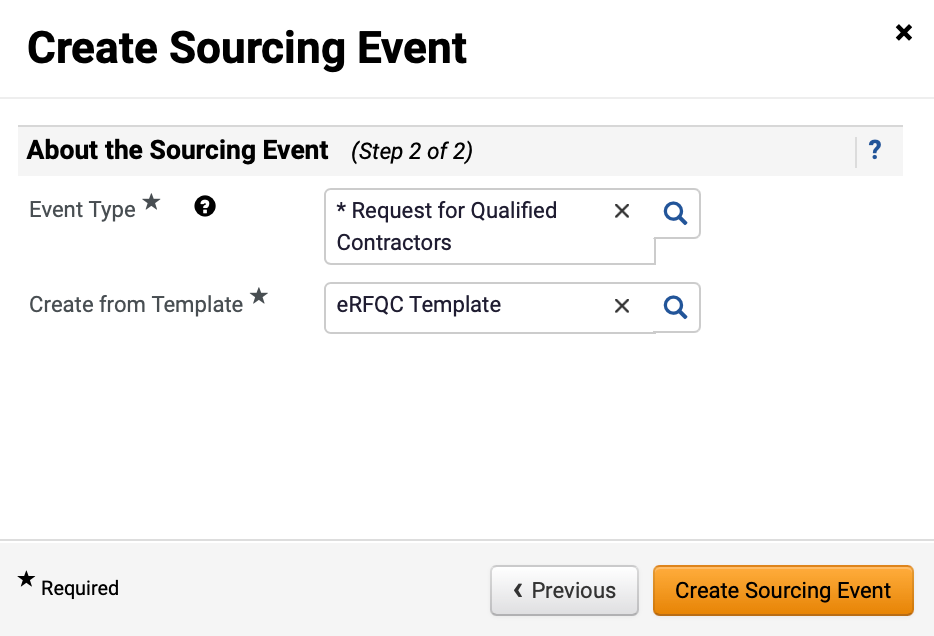 Create Sourcing Event
×
About the Sourcing Event (Step 2 of 2) ?
Event Type ★ ?
* Request for Qualified ×
Contractors
Create from Template ★ eRFQC Template ×
★ Required
‹ Previous
Create Sourcing Event